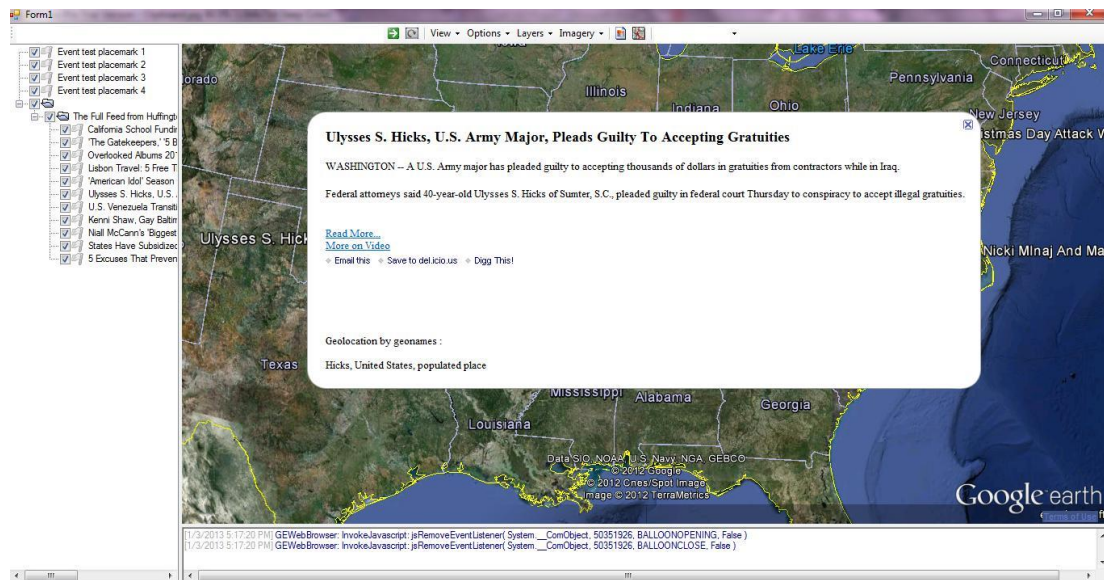 Form1
View Options Layers Imagery
Event test placemark 1
Event test placemark 2
Event test placemark 3
Event test placemark 4
The Full Feed from Huffingt
California School Fundir
'The Gatekeepers,' '5 B
Overlooked Albums 20
Lisbon Travel: 5 Free T
'American Idol' Season
Ulysses S. Hicks, U.S.
U.S. Venezuela Transiti
Kenni Shaw, Gay Baltim
Niall McCann's 'Biggest
States Have Subsidized
5 Excuses That Preven
Iowa
Lake Erie
Connecticut
orado
Pennsylvania
Illinois
Indiana
Ohio
New Jersey
istmas Day Attack V
Ulysses S. Hicks, U.S. Army Major, Pleads Guilty To Accepting Gratuities
WASHINGTON -- A U.S. Army major has pleaded guilty to accepting thousands of dollars in gratuities from contractors while in Iraq.
Federal attorneys said 40-year-old Ulysses S. Hicks of Sumter, S.C., pleaded guilty in federal court Thursday to conspiracy to accept illegal gratuities.
Read More...
More on Video
Email this Save to del.icio.us Digg This!
Geolocation by geonames :
Hicks, United States, populated place
Ulysses S. Hick
Nicki MInaj And Ma
Texas
Mississippi
Alabama
Georgia
Louisiana
Data SIO, NOAA, U.S. Navy, NGA, GEBCO
© 2012 Google
© 2012 Cnes/Spot Image
Image © 2012 TerraMetrics
Google earth
Terms of Use
[1/3/2013 5:17:20 PM] GEWebBrowser: InvokeJavascript: jsRemoveEventListener( System.__ComObject, 50351926, BALLOONOPENING, False )
[1/3/2013 5:17:20 PM] GEWebBrowser: InvokeJavascript: jsRemoveEventListener( System.__ComObject, 50351926, BALLOONCLOSE, False )